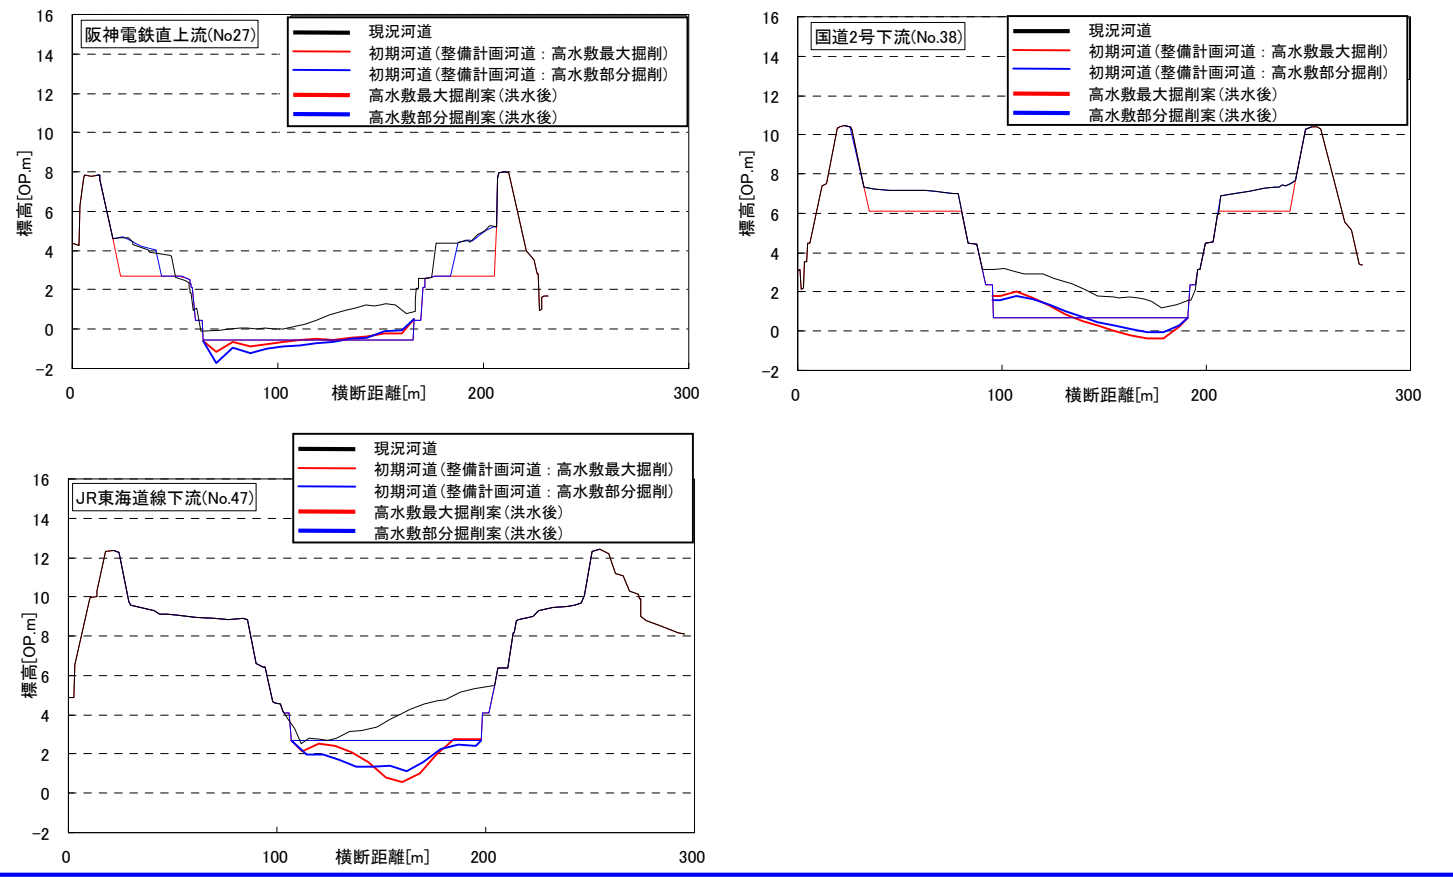 阪神電鉄直上流(No27)
現況河道
初期河道(整備計画河道：高水敷最大掘削)
初期河道(整備計画河道：高水敷部分掘削)
高水敷最大掘削案(洪水後)
高水敷部分掘削案(洪水後)
16
14
12
10
8
6
4
2
0
-2
標高[OP.m]
0
100
横断距離[m]
200
300
国道2号下流(No.38)
現況河道
初期河道(整備計画河道：高水敷最大掘削)
初期河道(整備計画河道：高水敷部分掘削)
高水敷最大掘削案(洪水後)
高水敷部分掘削案(洪水後)
16
14
12
10
8
6
4
2
0
-2
標高[OP.m]
0
100
横断距離[m]
200
300
現況河道
初期河道(整備計画河道：高水敷最大掘削)
初期河道(整備計画河道：高水敷部分掘削)
高水敷最大掘削案(洪水後)
高水敷部分掘削案(洪水後)
JR東海道線下流(No.47)
16
14
12
10
8
6
4
2
0
-2
標高[OP.m]
0
100
横断距離[m]
200
300